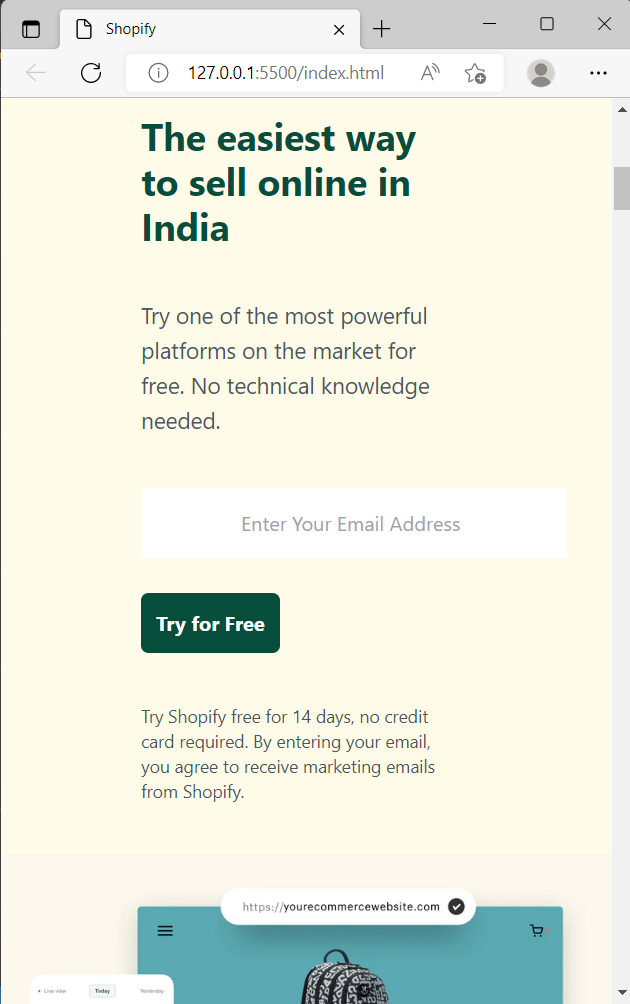 Shopify
127.0.0.1:5500/index.html
The easiest way
to sell online in
India
Try one of the most powerful
platforms on the market for
free. No technical knowledge
needed.
Enter Your Email Address
Try for Free
Try Shopify free for 14 days, no credit
card required. By entering your email,
you agree to receive marketing emails
from Shopify.
https://yourecommercewebsite.com
Live view Today Yesterday